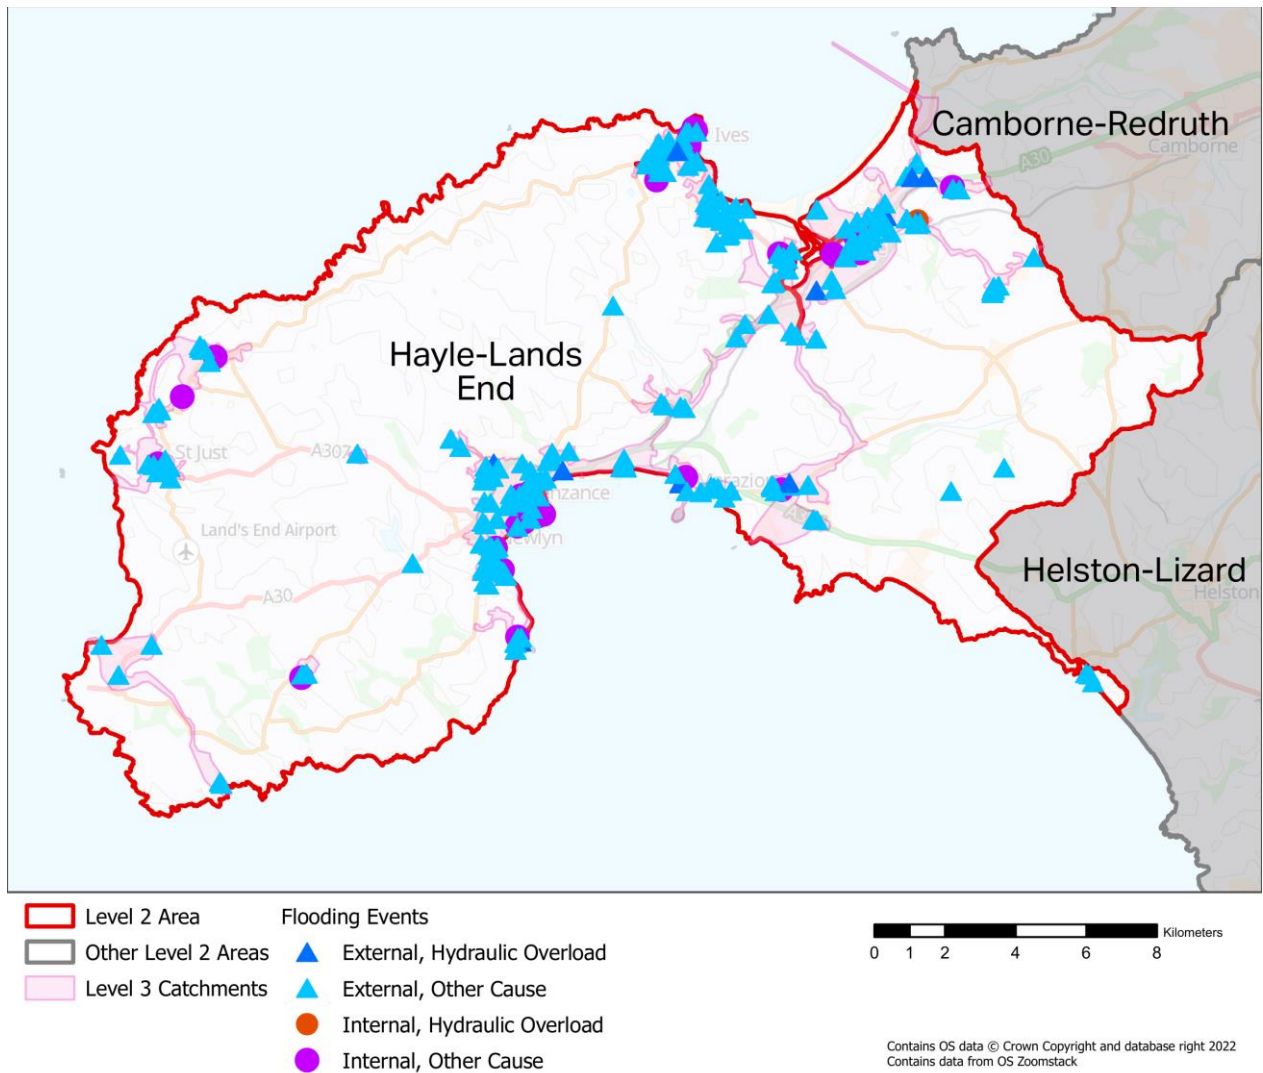 Camborne-Redruth
Camborne
A30
Ives
Hayle-Lands
End
St Just
A307
Land's End Airport
A30
Helston-Lizard
Helston
Level 2 Area
Other Level 2 Areas
Level 3 Catchments
Flooding Events
External, Hydraulic Overload
External, Other Cause
Internal, Hydraulic Overload
Internal, Other Cause
0 1 2 4 6 8 Kilometers
Contains OS data © Crown Copyright and database right 2022
Contains data from OS Zoomstack